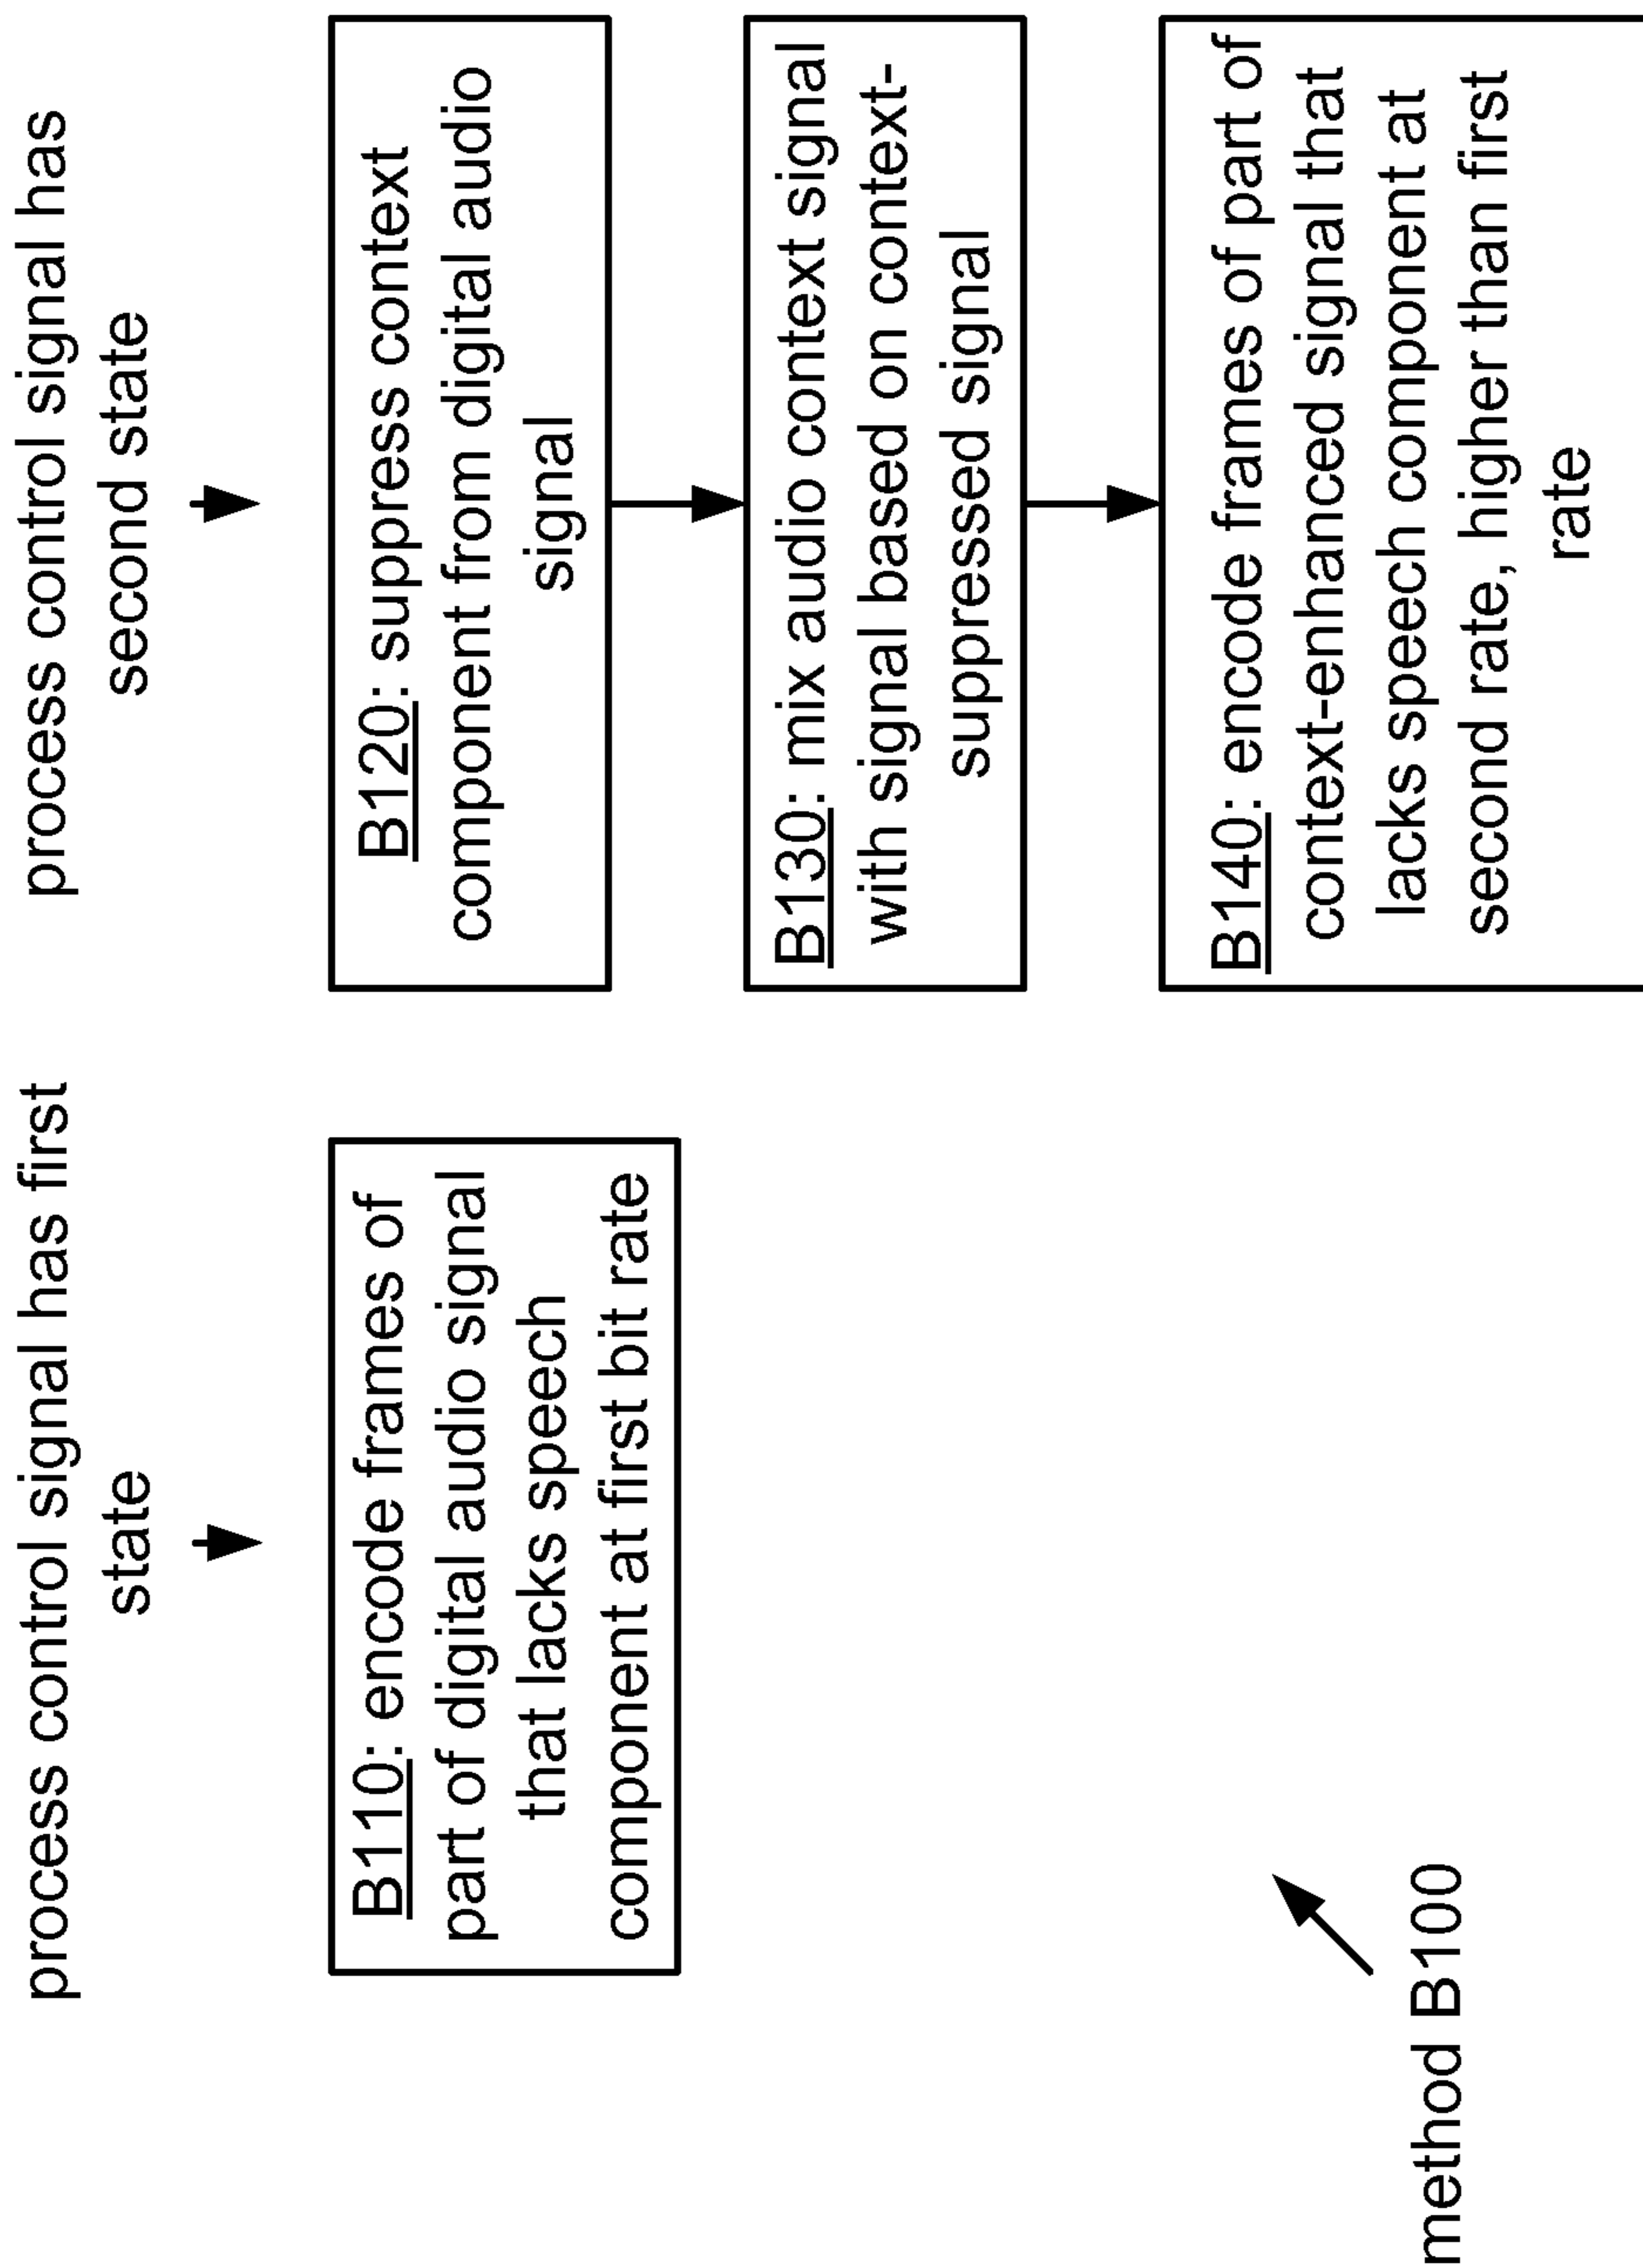 process control signal has first
state
B110: encode frames of
part of digital audio signal
that lacks speech
component at first bit rate
process control signal has
second state
B120: suppress context
component from digital audio
signal
B130: mix audio context signal
with signal based on context-
suppressed signal
B140: encode frames of part of
context-enhanced signal that
lacks speech component at
second rate, higher than first
rate
method B100